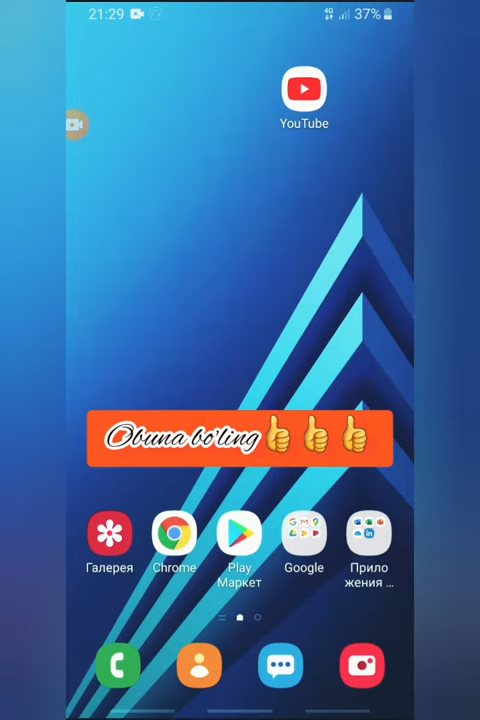 21:29
4G 37%
YouTube
Obuna bo'ling
Галерея
Chrome
Play
Маркет
Google
Прило
жения ...